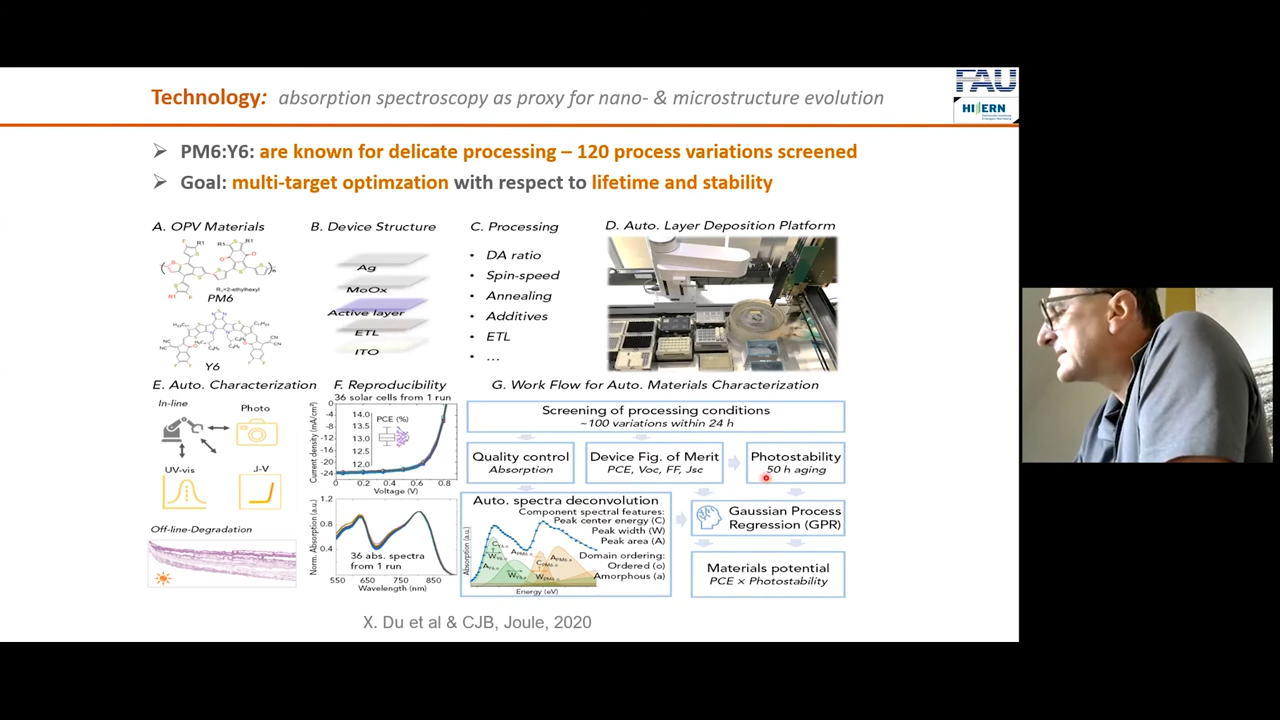 Technology: absorption spectroscopy as proxy for nano- & microstructure evolution
FAU
HI ERN
PM6:Y6: are known for delicate processing – 120 process variations screened
Goal: multi-target optimzation with respect to lifetime and stability
A. OPV Materials
B. Device Structure
C. Processing
D. Auto. Layer Deposition Platform
PM6
Y6
Ag
MoOx
Active layer
ETL
ITO
• DA ratio
• Spin-speed
• Annealing
• Additives
• ETL
• ...
E. Auto. Characterization
In-line
Photo
UV-vis
J-V
Off-line-Degradation
F. Reproducibility
36 solar cells from 1 run
0
-4
-8
-12
-16
-20
-24
Current density (mA/cm²)
14.0
13.0
12.0
PCE (%)
0
0.2
0.4
0.6
0.8
Voltage (V)
1.2
0.8
0.4
Norm. Absorption (a.u.)
36 abs. spectra
from 1 run
550
650
750
850
Wavelength (nm)
G. Work Flow for Auto. Materials Characterization
Screening of processing conditions
~100 variations within 24 h
Quality control
Absorption
Device Fig. of Merit
PCE, Voc, FF, Jsc
Photostability
50 h aging
Auto. spectra deconvolution
Component spectral features:
Peak center energy (C)
Peak width (W)
Peak area (A)
Domain ordering:
Ordered (o)
Amorphous (a)
Absorption (a.u.)
Energy (eV)
Gaussian Process
Regression (GPR)
Materials potential
PCE × Photostability
X. Du et al & CJB, Joule, 2020